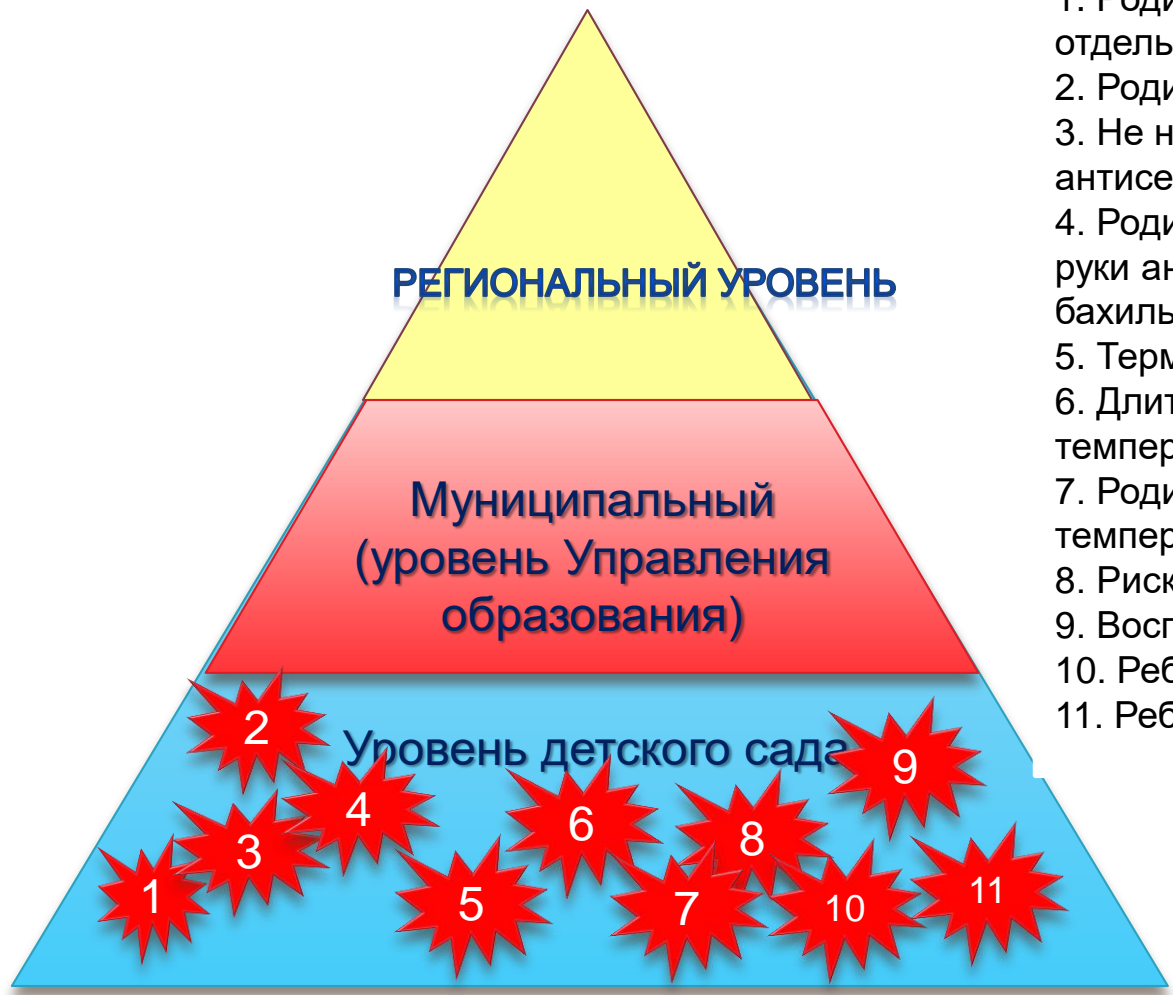 РЕГИОНАЛЬНЫЙ УРОВЕНЬ
Муниципальный
(уровень Управления
образования)
Уровень детского сада
2
9
4
6
8
3
1
5
7
10
11
1. Роди
отдель
2. Роди
3. Не н
антисе
4. Роди
руки ан
бахиль
5. Терм
6. Длит
темпер
7. Роди
темпер
8. Риск
9. Восп
10. Реб
11. Реб